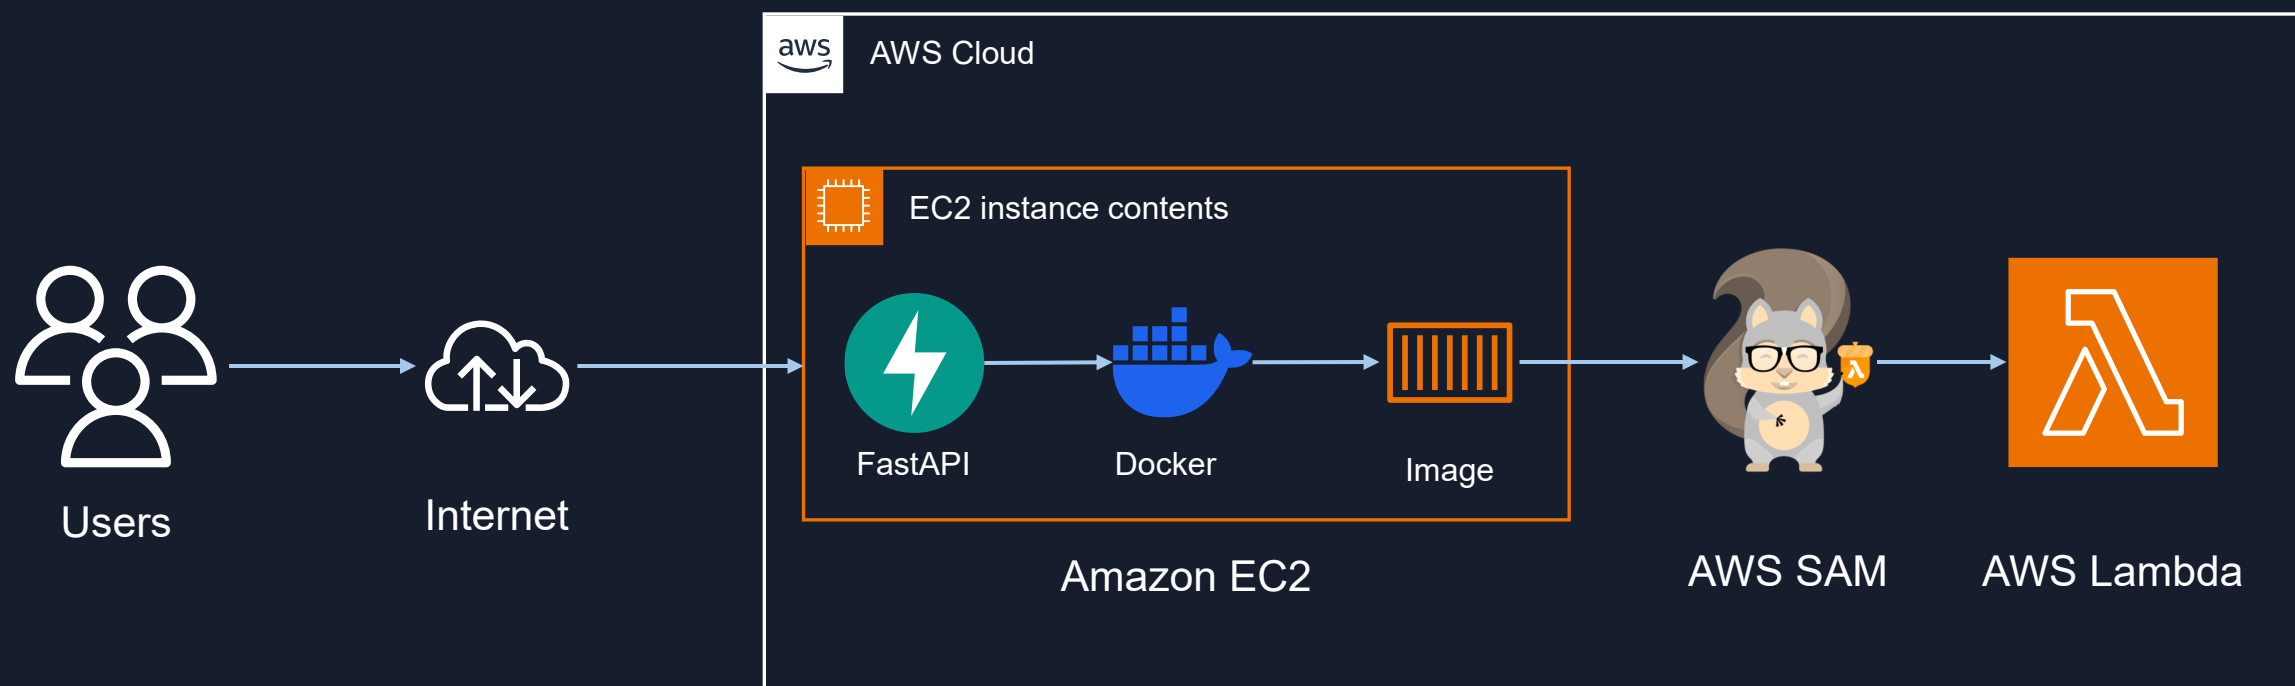 aws
AWS Cloud
EC2 instance contents
FastAPI
Docker
Image
Users
Internet
Amazon EC2
AWS SAM
AWS Lambda